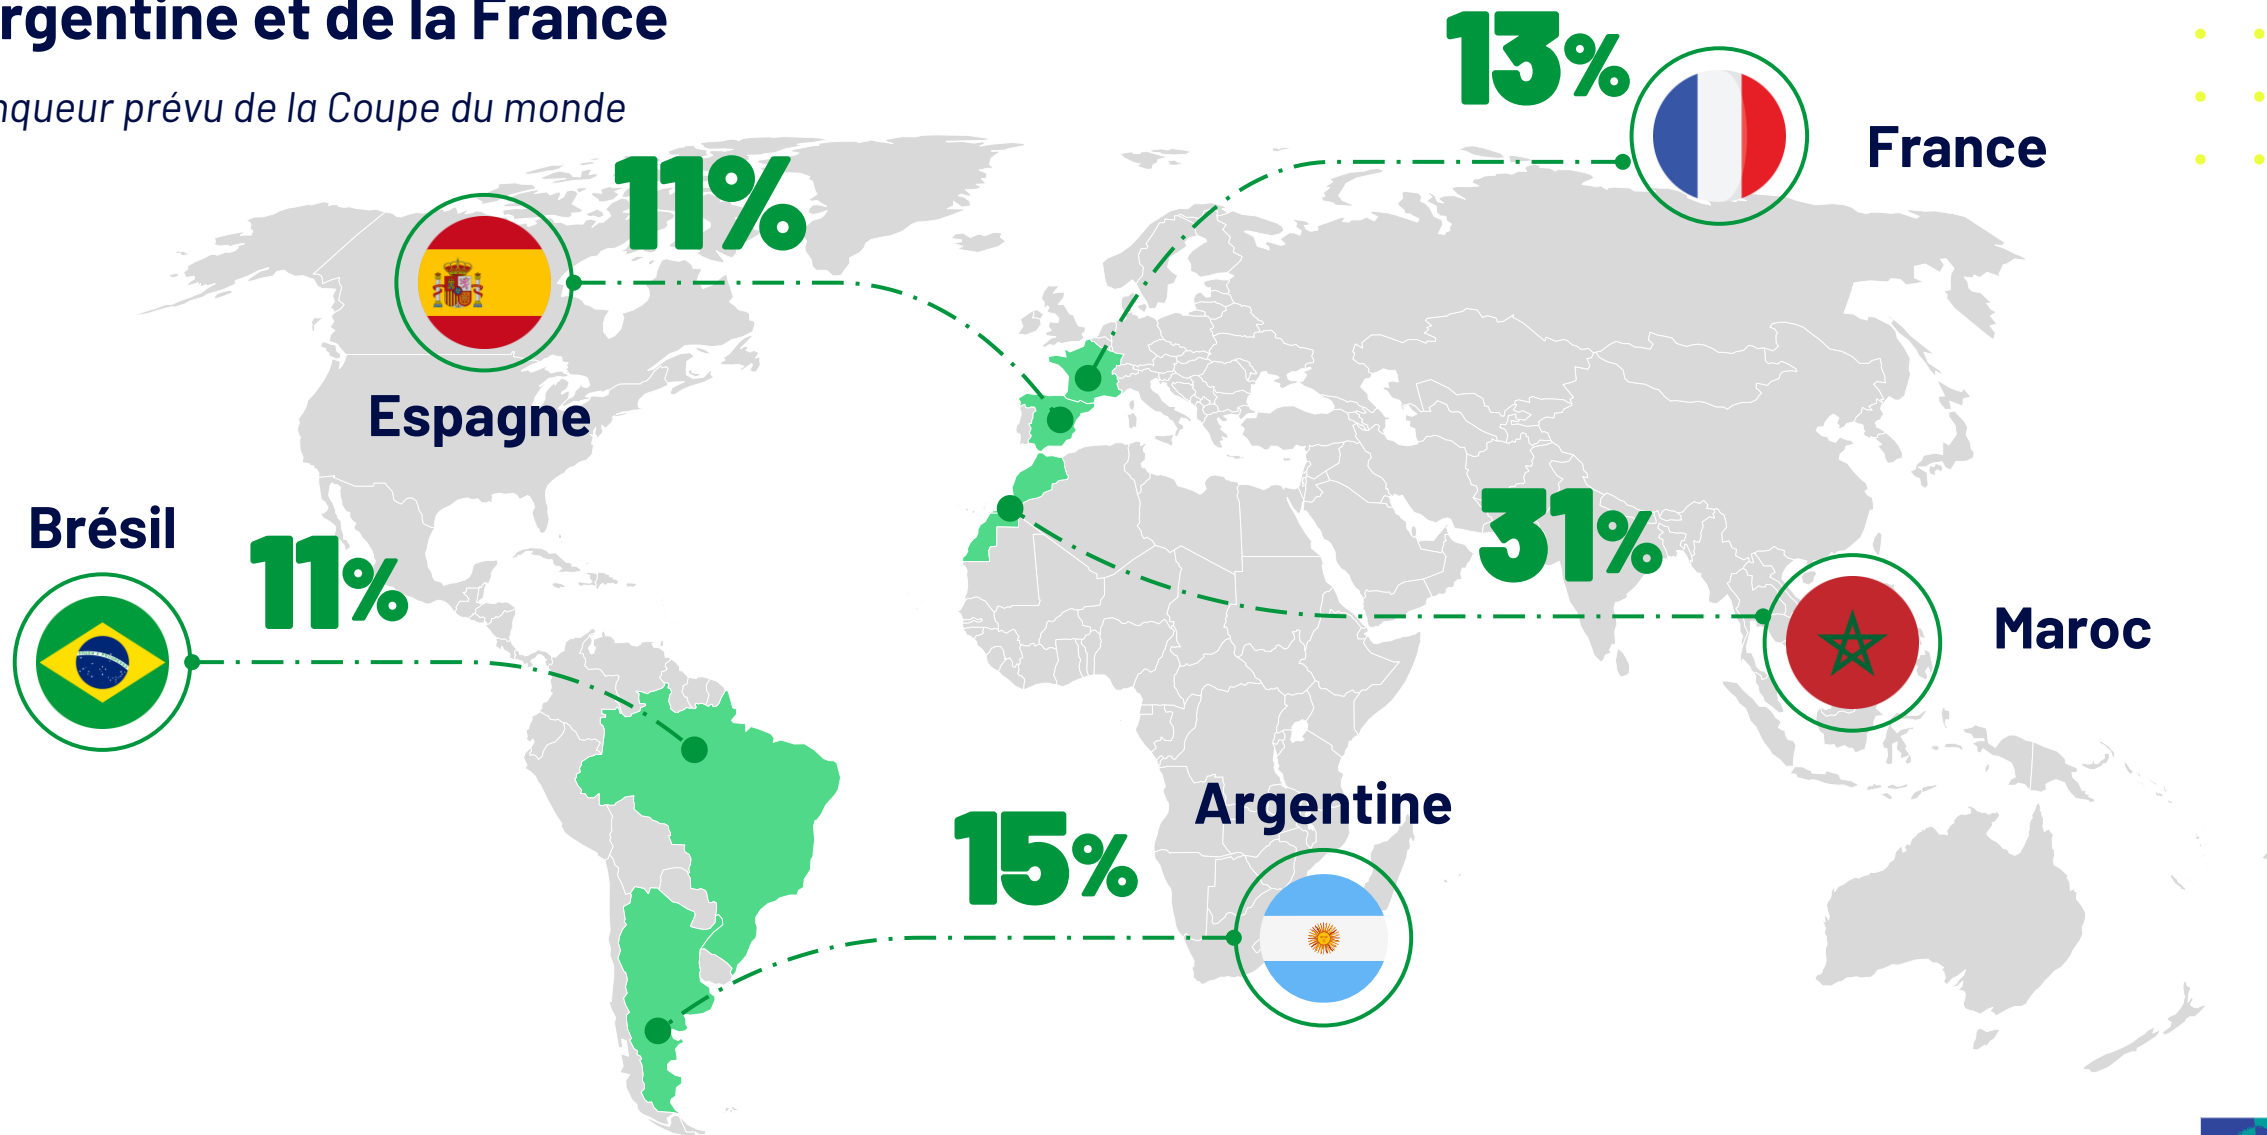 rgentine et de la France
nqueur prévu de la Coupe du monde
13%
France
11%
Espagne
Brésil
11%
31%
Maroc
Argentine
15%